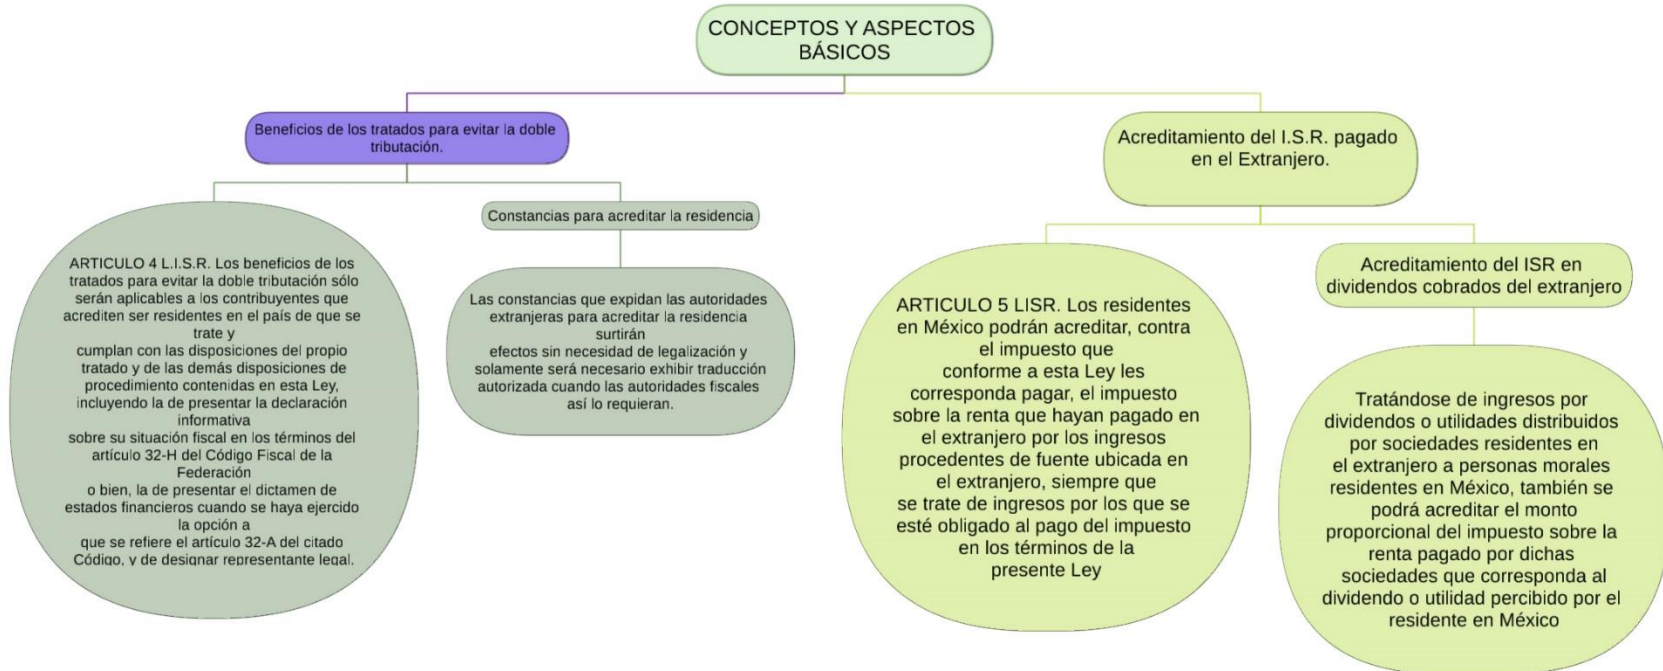 CONCEPTOS Y ASPECTOS
BÁSICOS
Beneficios de los tratados para evitar la doble
tributación.
ARTICULO 4 L.I.S.R. Los beneficios de los
tratados para evitar la doble tributación sólo
serán aplicables a los contribuyentes que
acrediten ser residentes en el país de que se
trate y
cumplan con las disposiciones del propio
tratado y de las demás disposiciones de
procedimiento contenidas en esta Ley,
incluyendo la de presentar la declaración
informativa
sobre su situación fiscal en los términos del
artículo 32-H del Código Fiscal de la
Federación
o bien, la de presentar el dictamen de
estados financieros cuando se haya ejercido
la opción a
que se refiere el artículo 32-A del citado
Código, y de designar representante legal.
Constancias para acreditar la residencia
Las constancias que expidan las autoridades
extranjeras para acreditar la residencia
surtirán
efectos sin necesidad de legalización y
solamente será necesario exhibir traducción
autorizada cuando las autoridades fiscales
así lo requieran.
Acreditamiento del I.S.R. pagado
en el Extranjero.
ARTICULO 5 LISR. Los residentes
en México podrán acreditar, contra
el impuesto que
conforme a esta Ley les
corresponda pagar, el impuesto
sobre la renta que hayan pagado en
el extranjero por los ingresos
procedentes de fuente ubicada en
el extranjero, siempre que
se trate de ingresos por los que se
esté obligado al pago del impuesto
en los términos de la
presente Ley
Acreditamiento del ISR en
dividendos cobrados del extranjero
Tratándose de ingresos por
dividendos o utilidades distribuidos
por sociedades residentes en
el extranjero a personas morales
residentes en México, también se
podrá acreditar el monto
proporcional del impuesto sobre la
renta pagado por dichas
sociedades que corresponda al
dividendo o utilidad percibido por el
residente en México